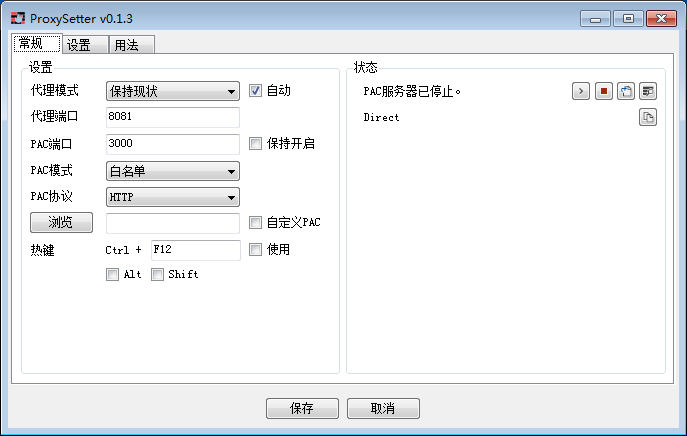 ProxySetter v0.1.3
常规 设置 用法
设置
代理模式 保持现状 自动
代理端口 8081
PAC端口 3000 保持开启
PAC模式 白名单
PAC协议 HTTP
浏览 自定义PAC
热键 Ctrl + F12 使用
Alt Shift
状态
PAC服务器已停止。
Direct
保存 取消